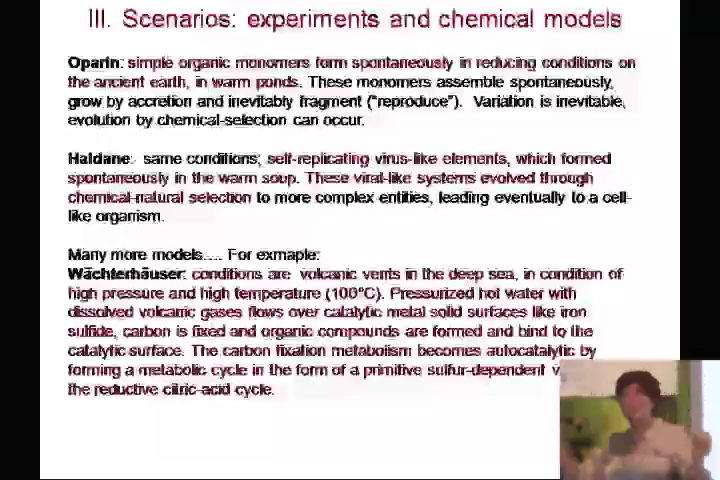 III. Scenarios: experiments and chemical models
Oparin: simple organic monomers form spontaneously in reducing conditions on
the ancient earth, in warm ponds. These monomers assemble spontaneously,
grow by accretion and inevitably fragment ("reproduce"). Variation is inevitable,
evolution by chemical-selection can occur.
Haldane: same conditions; self-replicating virus-like elements, which formed
spontaneously in the warm soup. These viral-like systems evolved through
chemical-natural selection to more complex entities, leading eventually to a cell-
like organism.
Many more models.... For exmaple:
Wächterhäuser: conditions are volcanic vents in the deep sea, in condition of
high pressure and high temperature (100°C). Pressurized hot water with
dissolved volcanic gases flows over catalytic metal solid surfaces like iron
sulfide, carbon is fixed and organic compounds are formed and bind to the
catalytic surface. The carbon fixation metabolism becomes autocatalytic by
forming a metabolic cycle in the form of a primitive sulfur-dependent
the reductive citric-acid cycle.